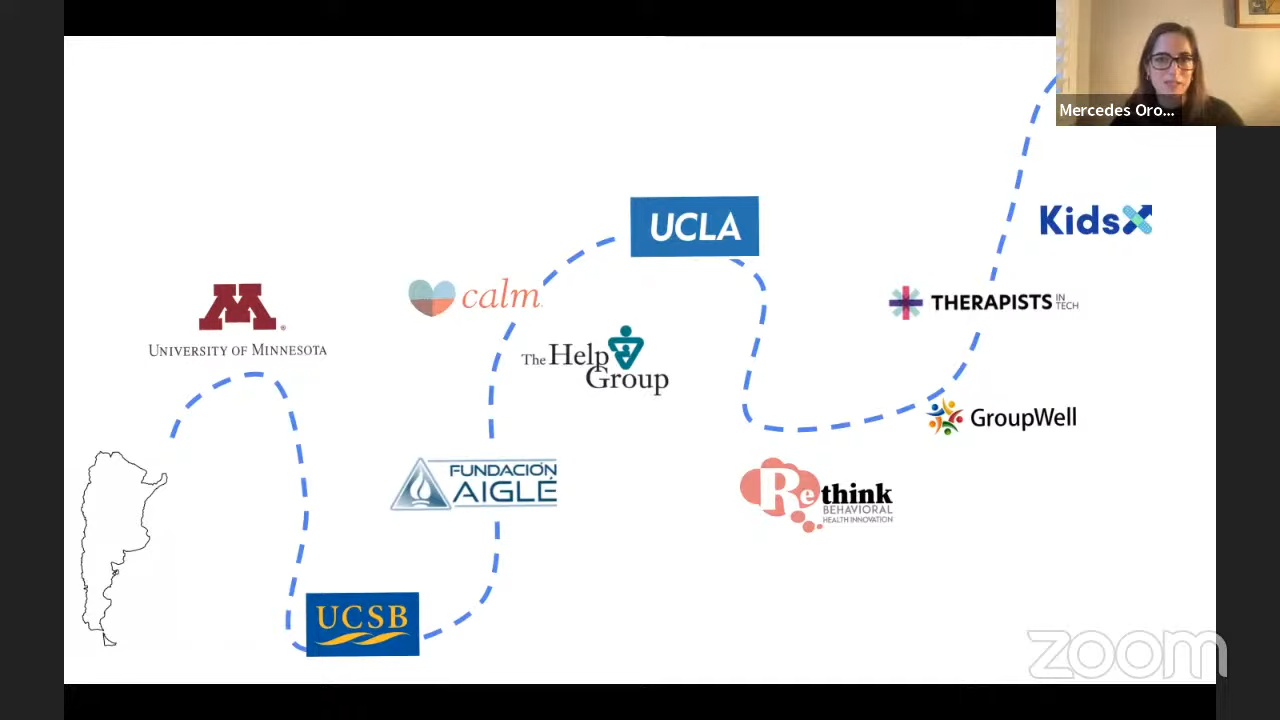 Mercedes Oro...
UCLA
KidsX
calm
M
UNIVERSITY OF MINNESOTA
THERAPISTS IN TECH
The Help
Group
GroupWell
FUNDACIÓN
AIGLÉ
Rethink
BEHAVIORAL
HEALTH INNOVATION
UCSB
zoom